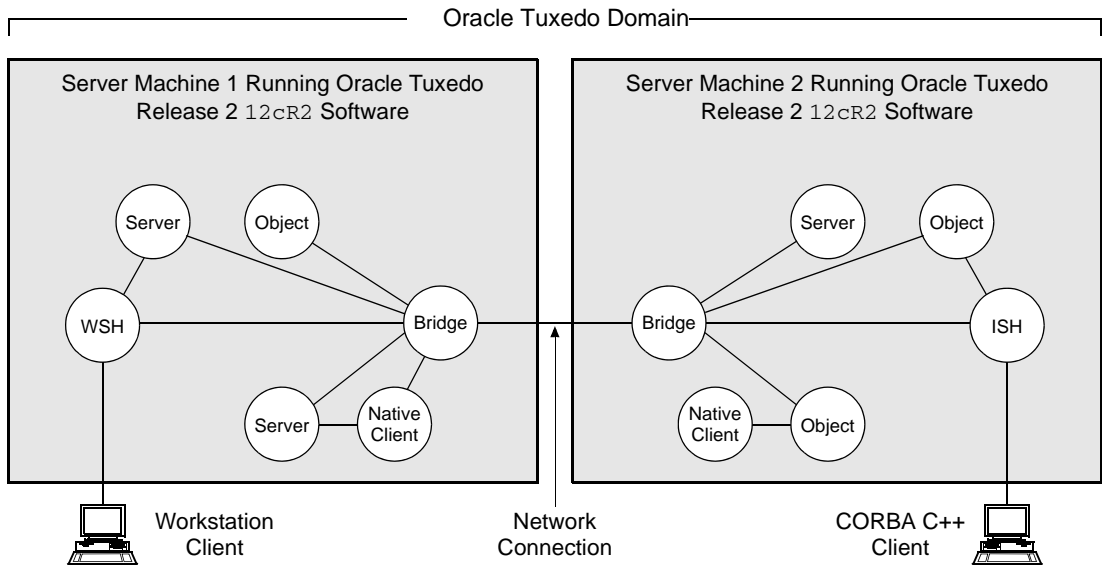 Oracle Tuxedo Domain
Server Machine 1 Running Oracle Tuxedo
Release 2 12cR2 Software
Server
Object
WSH
Bridge
Server
Native
Client
Server Machine 2 Running Oracle Tuxedo
Release 2 12cR2 Software
Server
Object
Bridge
ISH
Native
Client
Object
Workstation
Client
Network
Connection
CORBA C++
Client